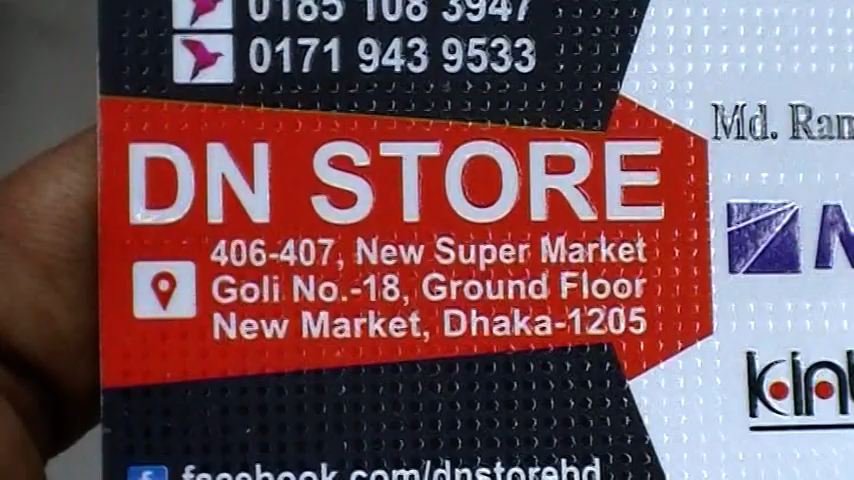 0185 108 3947
0171 943 9533
DN STORE
406-407, New Super Market
Goli No.-18, Ground Floor
New Market, Dhaka-1205
facebook.com/dnstorebd
Md.